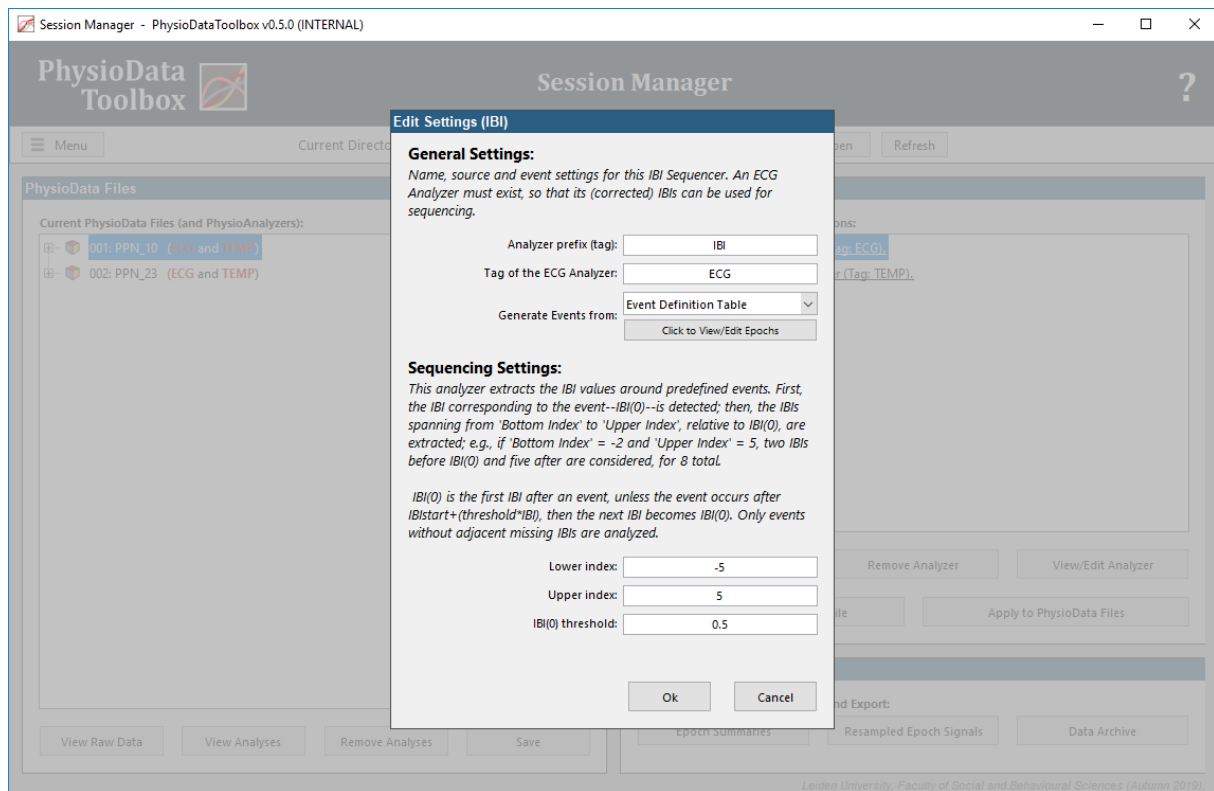 Session Manager - PhysioDataToolbox v0.5.0 (INTERNAL)
PhysioData
Toolbox
Session Manager
?
Menu
Current Directo
pen
Refresh
PhysioData Files
Current PhysioData Files (and PhysioAnalyzers):
001: PPN_10 (ECG and TEMP)
002: PPN_23 (ECG and TEMP)
ons:
ag: ECG).
r (Tag: TEMP).
Edit Settings (IBI)
General Settings:
Name, source and event settings for this IBI Sequencer. An ECG
Analyzer must exist, so that its (corrected) IBIs can be used for
sequencing.
Analyzer prefix (tag): IBI
Tag of the ECG Analyzer: ECG
Generate Events from: Event Definition Table
Click to View/Edit Epochs
Sequencing Settings:
This analyzer extracts the IBI values around predefined events. First,
the IBI corresponding to the event--IBI(0)--is detected; then, the IBIs
spanning from 'Bottom Index' to 'Upper Index', relative to IBI(0), are
extracted; e.g., if 'Bottom Index' = -2 and 'Upper Index' = 5, two IBIs
before IBI(0) and five after are considered, for 8 total.
IBI(0) is the first IBI after an event, unless the event occurs after
IBIstart+(threshold*IBI), then the next IBI becomes IBI(0). Only events
without adjacent missing IBIs are analyzed.
Lower index: -5
Upper index: 5
IBI(0) threshold: 0.5
Ok
Cancel
Remove Analyzer
View/Edit Analyzer
ile
Apply to PhysioData Files
nd Export:
Epoch Summaries
Resampled Epoch Signals
Data Archive
View Raw Data
View Analyses
Remove Analyses
Save
Leiden University, Faculty of Social and Behavioural Sciences (Autumn 2019)